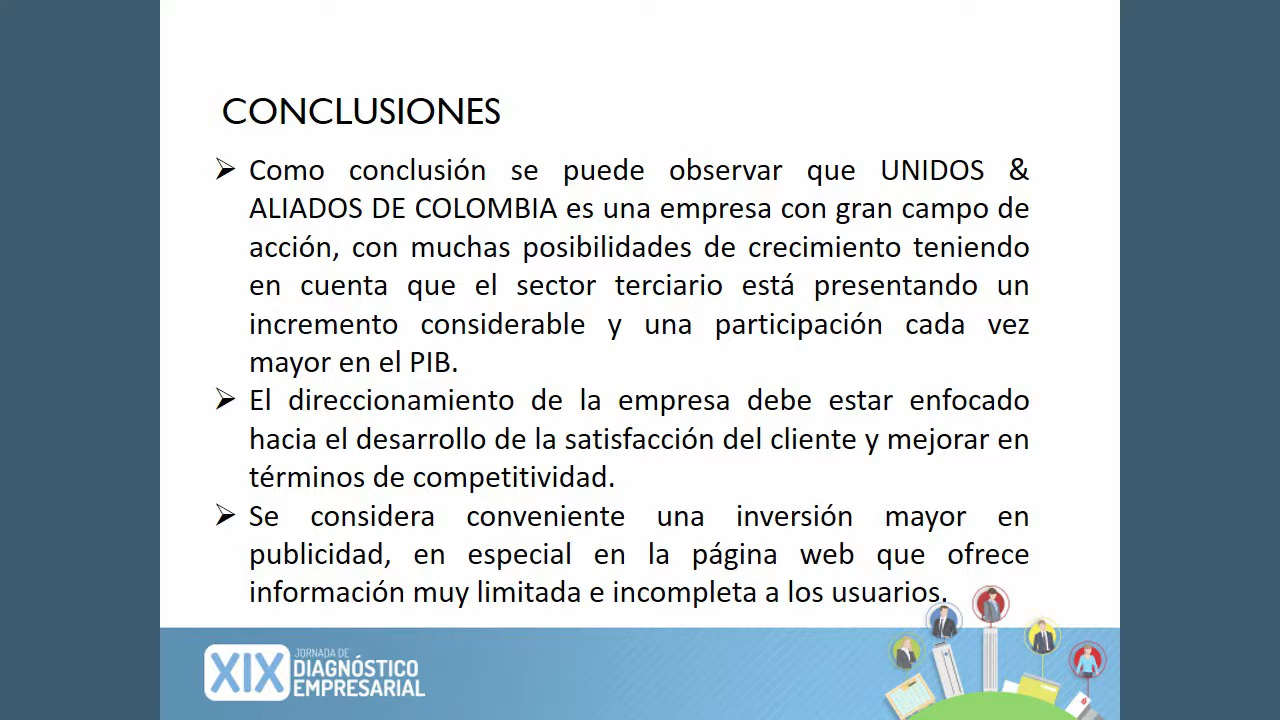 CONCLUSIONES
➢ Como conclusión se puede observar que UNIDOS &
ALIADOS DE COLOMBIA es una empresa con gran campo de
acción, con muchas posibilidades de crecimiento teniendo
en cuenta que el sector terciario está presentando un
incremento considerable y una participación cada vez
mayor en el PIB.
➢ El direccionamiento de la empresa debe estar enfocado
hacia el desarrollo de la satisfacción del cliente y mejorar en
términos de competitividad.
➢ Se considera conveniente una inversión mayor en
publicidad, en especial en la página web que ofrece
información muy limitada e incompleta a los usuarios.
XIX
JORNADA DE
DIAGNÓSTICO
EMPRESARIAL